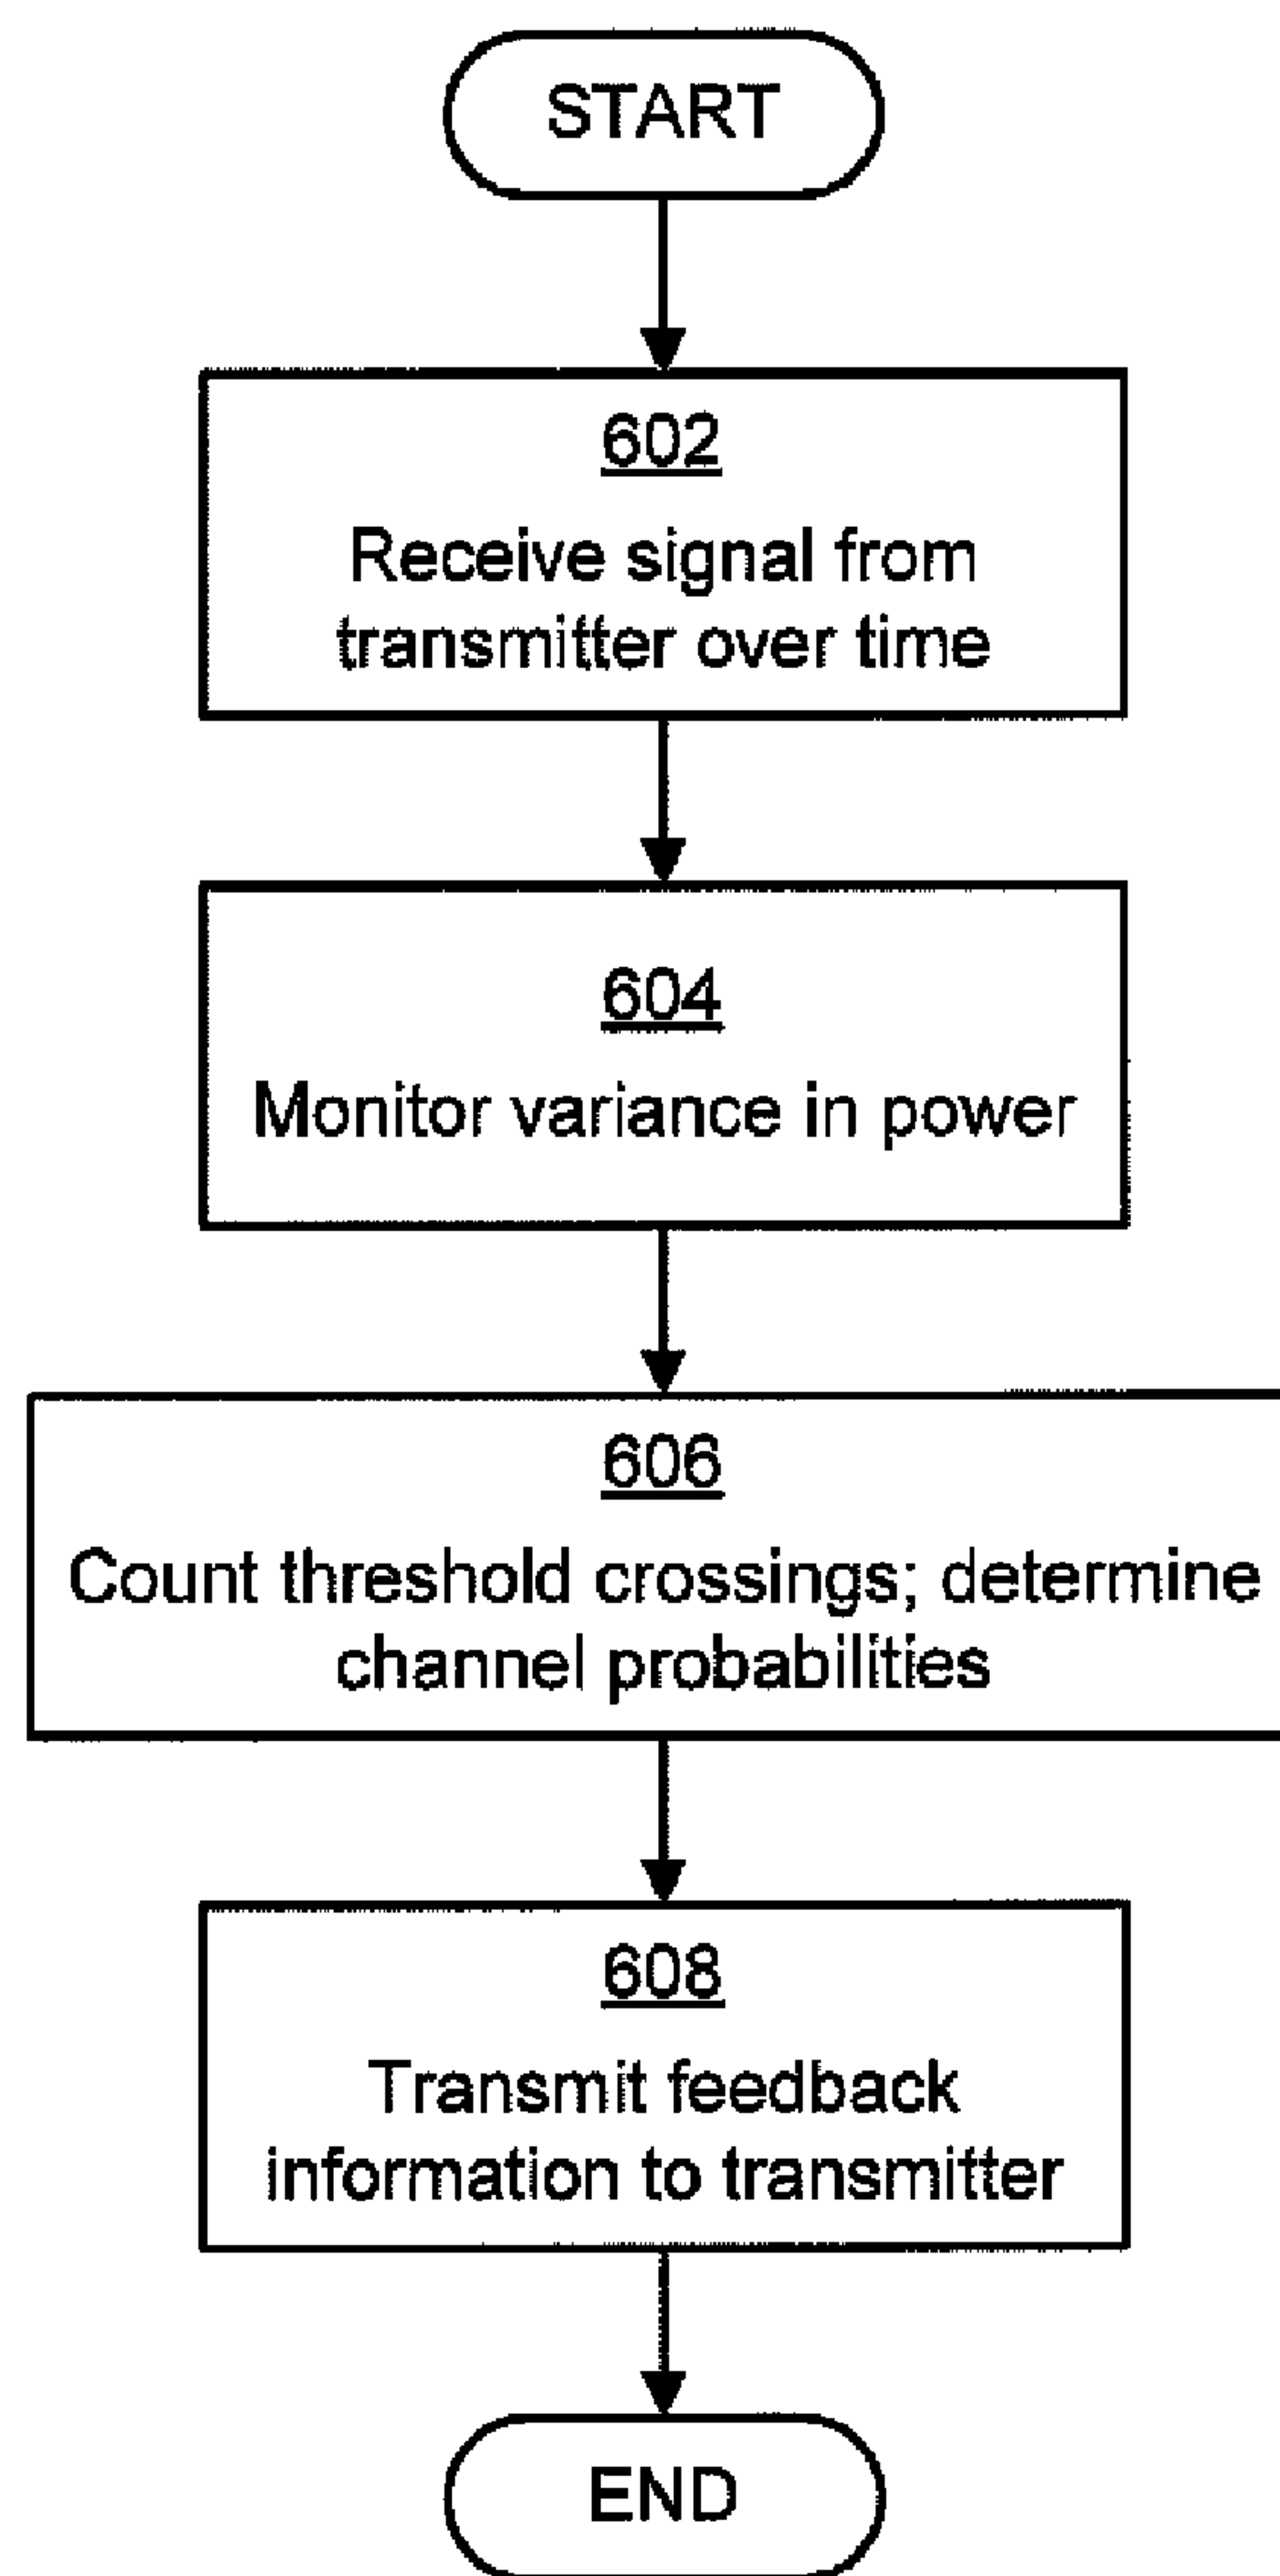 START
602
Receive signal from
transmitter over time
604
Monitor variance in power
606
Count threshold crossings; determine
channel probabilities
608
Transmit feedback
information to transmitter
END